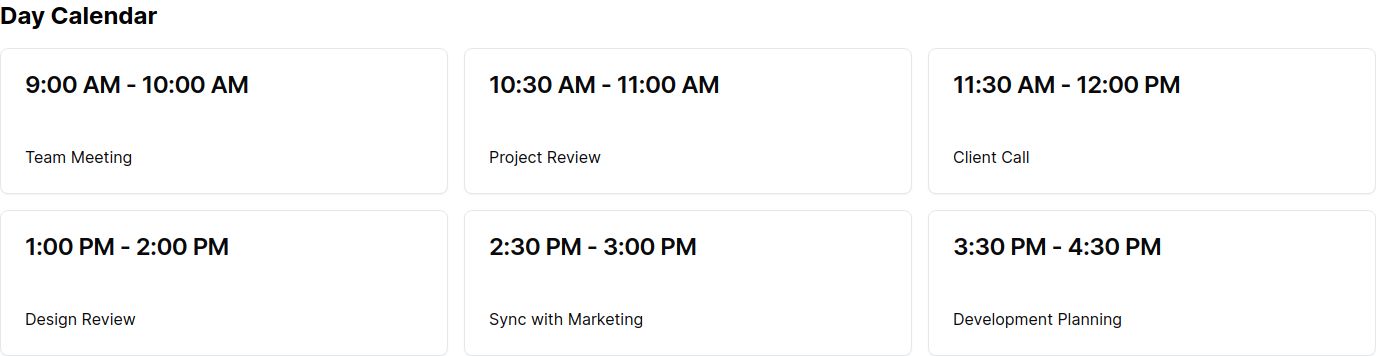 Day Calendar
9:00 AM - 10:00 AM
Team Meeting
10:30 AM - 11:00 AM
Project Review
11:30 AM - 12:00 PM
Client Call
1:00 PM - 2:00 PM
Design Review
2:30 PM - 3:00 PM
Sync with Marketing
3:30 PM - 4:30 PM
Development Planning